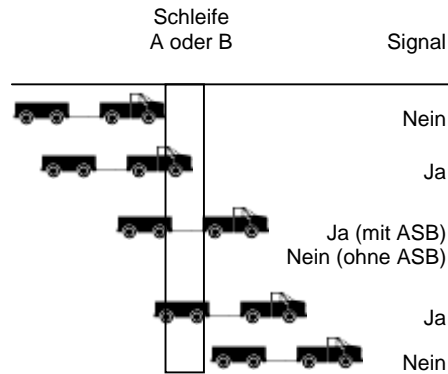 Schleife
A oder B
Signal
Nein
Ja
Ja (mit ASB)
Nein (ohne ASB)
Ja
Nein